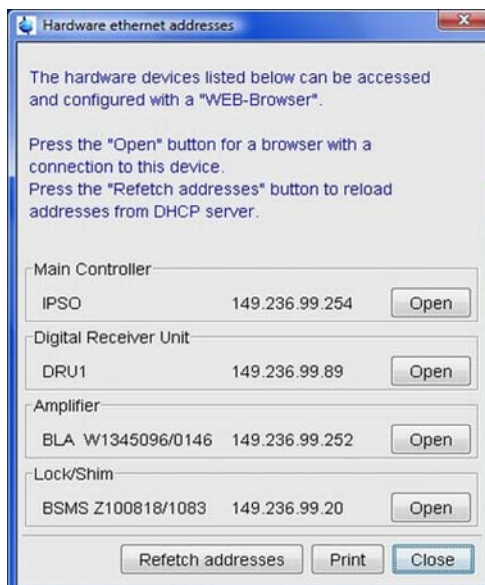 Hardware ethernet addresses
The hardware devices listed below can be accessed
and configured with a "WEB-Browser".
Press the "Open" button for a browser with a
connection to this device.
Press the "Refetch addresses" button to reload
addresses from DHCP server.
Main Controller
IPSO 149.236.99.254 Open
Digital Receiver Unit
DRU1 149.236.99.89 Open
Amplifier
BLA W1345096/0146 149.236.99.252 Open
Lock/Shim
BSMS Z100818/1083 149.236.99.20 Open
Refetch addresses Print Close